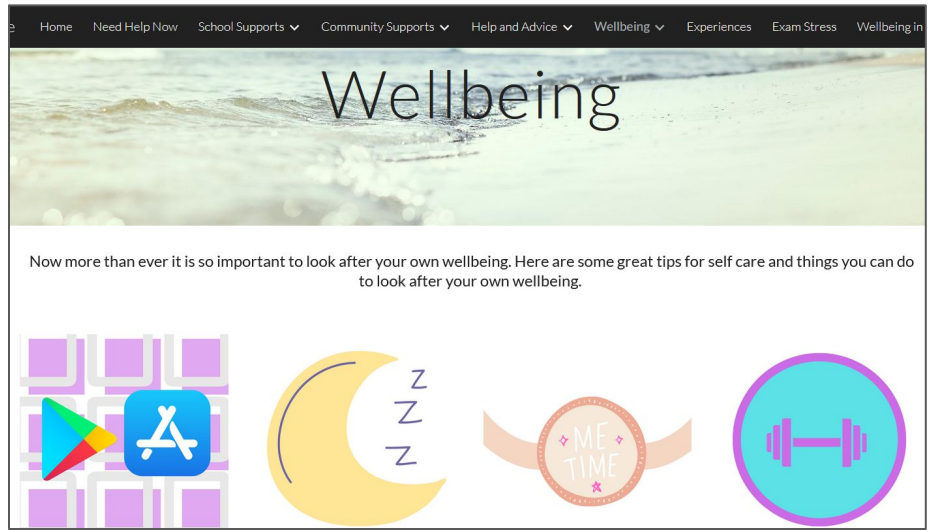 Home Need Help Now School Supports Community Supports Help and Advice Wellbeing Experiences Exam Stress Wellbeing in
Wellbeing
Now more than ever it is so important to look after your own wellbeing. Here are some great tips for self care and things you can do
to look after your own wellbeing.
Z
Z
Z
ME
TIME